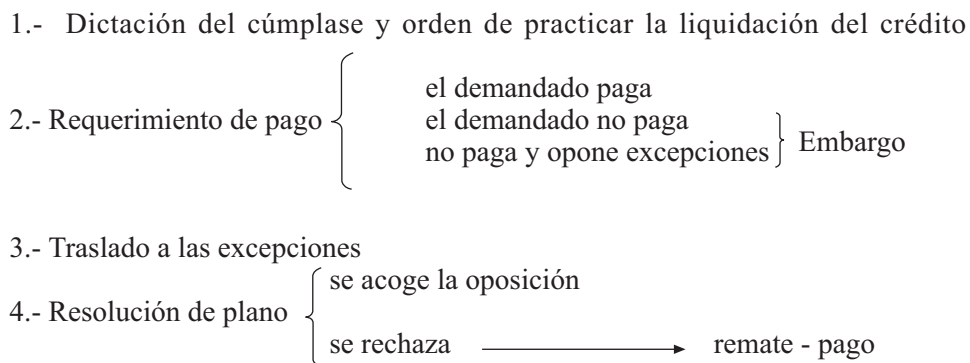 1.- Dictación del cúmplase y orden de practicar la liquidación del crédito
el demandado paga
2.- Requerimiento de pago
el demandado no paga
no paga y opone excepciones
Embargo
3.- Traslado a las excepciones
se acoge la oposición
4.- Resolución de plano
se rechaza
remate - pago